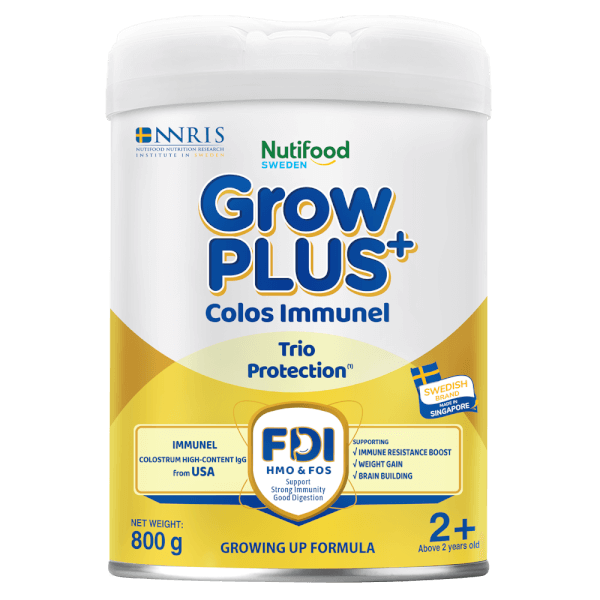 NNRIS
NUTIFOOD NUTRITION RESEARCH
INSTITUTE IN SWEDEN
Nutifood
SWEDEN
Grow
PLUS+
Colos Immunel
Trio
Protection(1)
SWEDISH
BRAND
MADE IN
SINGAPORE
IMMUNEL
COLOSTRUM HIGH-CONTENT IgG
from USA
FDI
HMO & FOS
Support
Strong Immunity
Good Digestion
SUPPORTING
√ IMMUNE RESISTANCE BOOST
√ WEIGHT GAIN
√ BRAIN BUILDING
NET WEIGHT:
800 g
GROWING UP FORMULA
2+
Above 2 years old